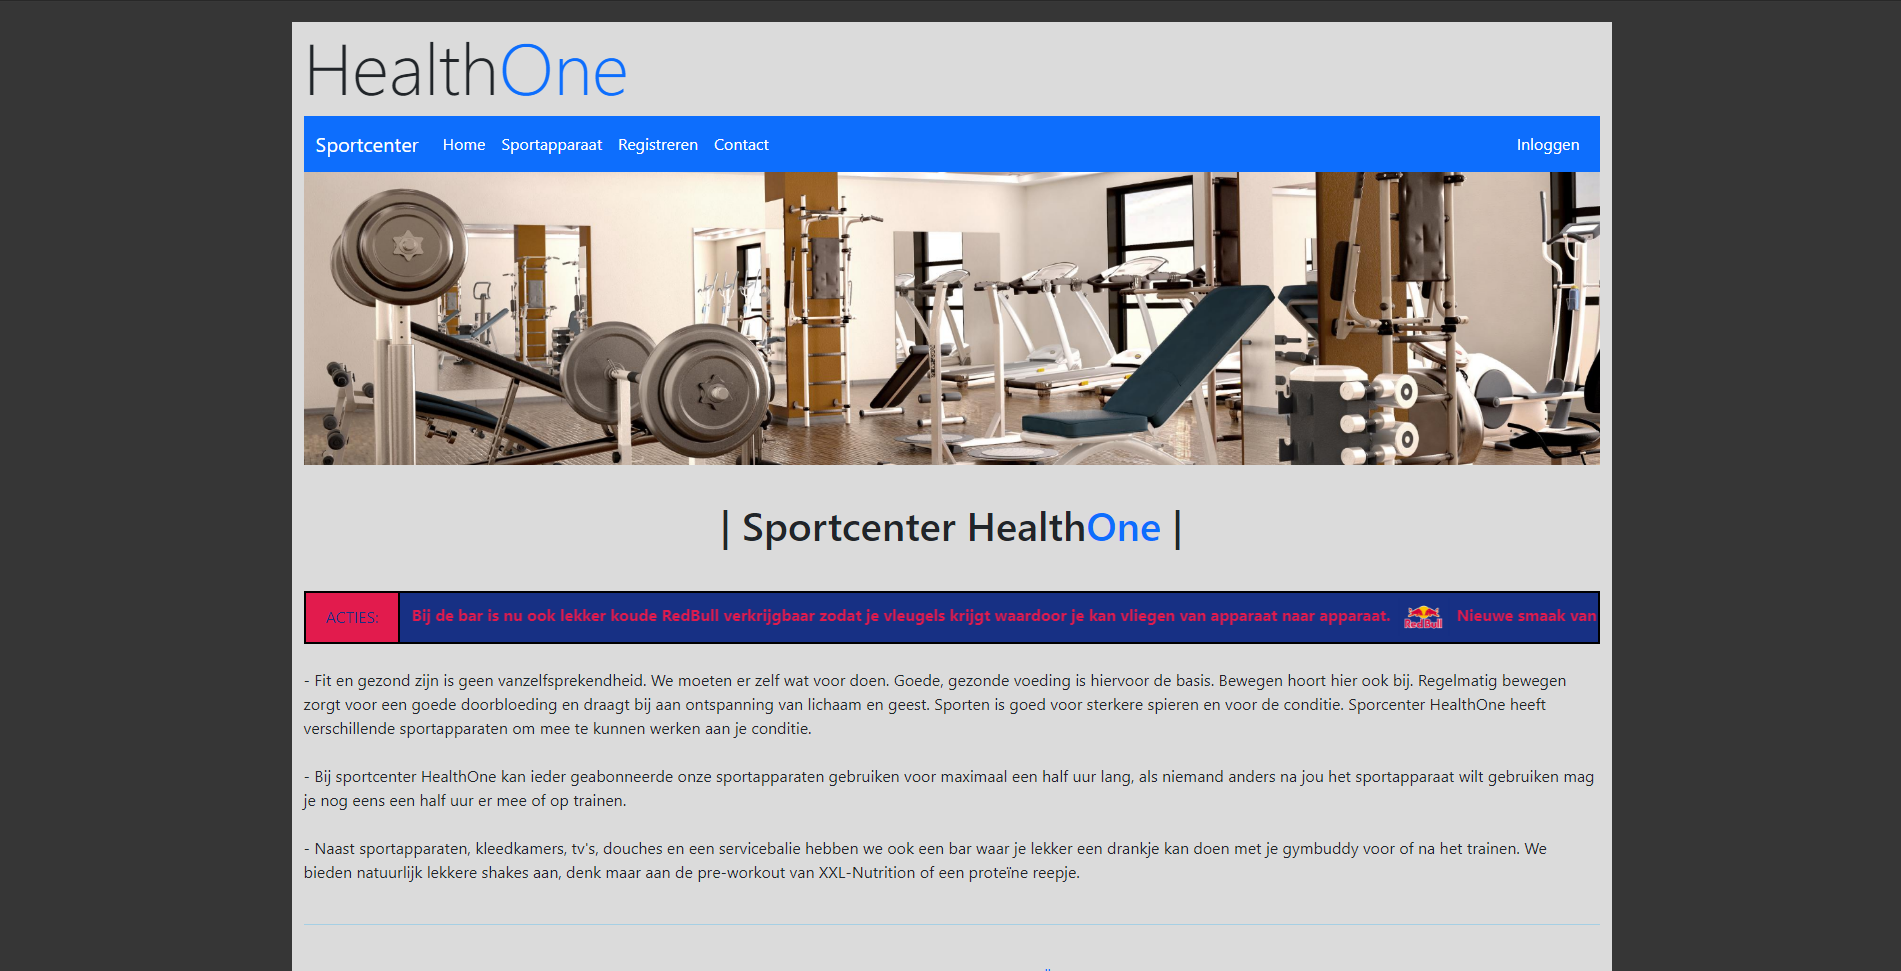 HealthOne
Sportcenter Home Sportapparaat Registreren Contact Inloggen
| Sportcenter HealthOne |
ACTIES: Bij de bar is nu ook lekker koude RedBull verkrijgbaar zodat je vleugels krijgt waardoor je kan vliegen van apparaat naar apparaat. RedBull Nieuwe smaak van
- Fit en gezond zijn is geen vanzelfsprekendheid. We moeten er zelf wat voor doen. Goede, gezonde voeding is hiervoor de basis. Bewegen hoort hier ook bij. Regelmatig bewegen
zorgt voor een goede doorbloeding en draagt bij aan ontspanning van lichaam en geest. Sporten is goed voor sterkere spieren en voor de conditie. Sporcenter HealthOne heeft
verschillende sportapparaten om mee te kunnen werken aan je conditie.
- Bij sportcenter HealthOne kan ieder geabonneerde onze sportapparaten gebruiken voor maximaal een half uur lang, als niemand anders na jou het sportapparaat wilt gebruiken mag
je nog eens een half uur er mee of op trainen.
- Naast sportapparaten, kleedkamers, tv's, douches en een servicebalie hebben we ook een bar waar je lekker een drankje kan doen met je gymbuddy voor of na het trainen. We
bieden natuurlijk lekkere shakes aan, denk maar aan de pre-workout van XXL-Nutrition of een proteïne reepje.